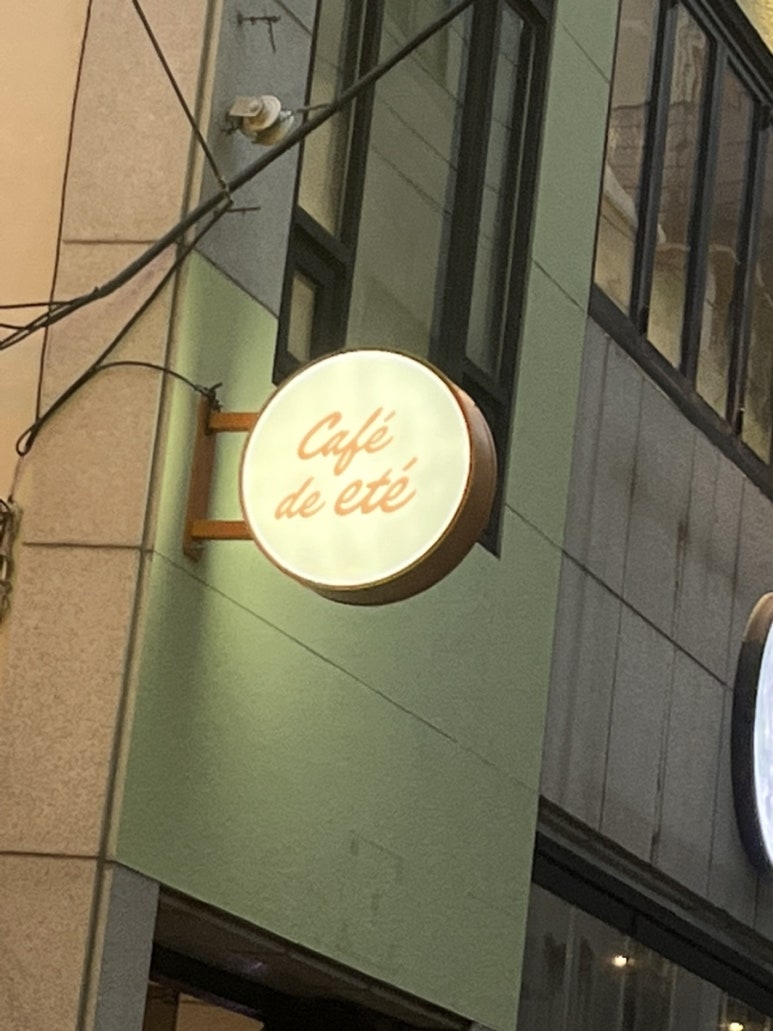 Café
de eté